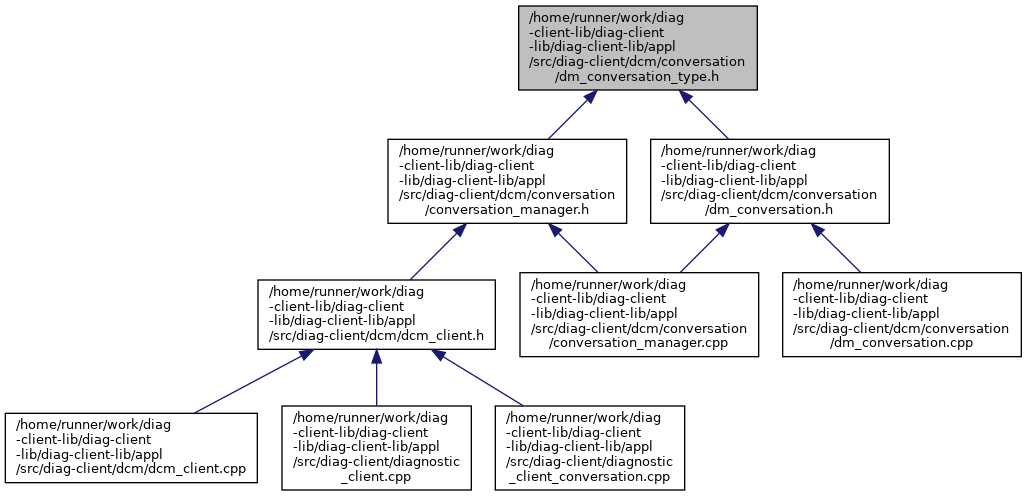 /home/runner/work/diag
-client-lib/diag-client
-lib/diag-client-lib/appl
/src/diag-client/dcm/conversation
/dm_conversation_type.h
/home/runner/work/diag
-client-lib/diag-client
-lib/diag-client-lib/appl
/src/diag-client/dcm/conversation
/conversation_manager.h
/home/runner/work/diag
-client-lib/diag-client
-lib/diag-client-lib/appl
/src/diag-client/dcm/conversation
/dm_conversation.h
/home/runner/work/diag
-client-lib/diag-client
-lib/diag-client-lib/appl
/src/diag-client/dcm/dcm_client.h
/home/runner/work/diag
-client-lib/diag-client
-lib/diag-client-lib/appl
/src/diag-client/dcm/conversation
/conversation_manager.cpp
/home/runner/work/diag
-client-lib/diag-client
-lib/diag-client-lib/appl
/src/diag-client/dcm/conversation
/dm_conversation.cpp
/home/runner/work/diag
-client-lib/diag-client
-lib/diag-client-lib/appl
/src/diag-client/dcm/dcm_client.cpp
/home/runner/work/diag
-client-lib/diag-client
-lib/diag-client-lib/appl
/src/diag-client/diagnostic
_client.cpp
/home/runner/work/diag
-client-lib/diag-client
-lib/diag-client-lib/appl
/src/diag-client/diagnostic
_client_conversation.cpp